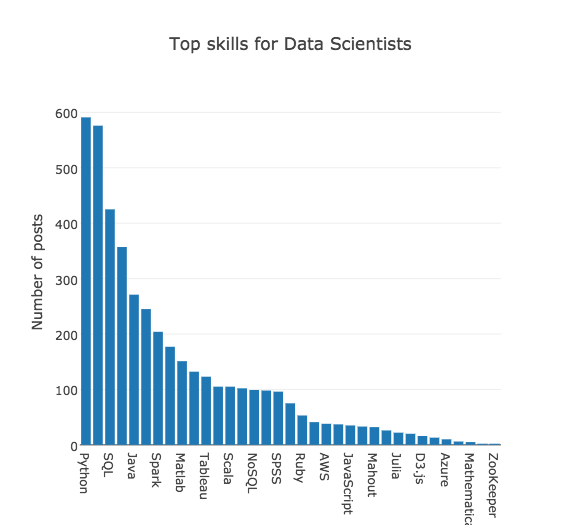 Top skills for Data Scientists
Number of posts
600
500
400
300
200
100
0
Python
SQL
Java
Spark
Matlab
Tableau
Scala
NoSQL
SPSS
Ruby
AWS
JavaScript
Mahout
Julia
D3.js
Azure
Mathematica
ZooKeeper